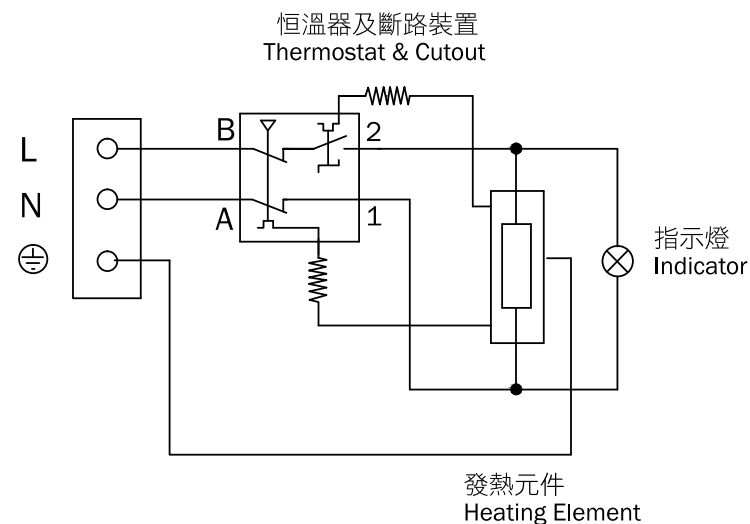 恒溫器及斷路裝置
Thermostat & Cutout
B
2
L
N
A
1
指示燈
Indicator
發熱元件
Heating Element